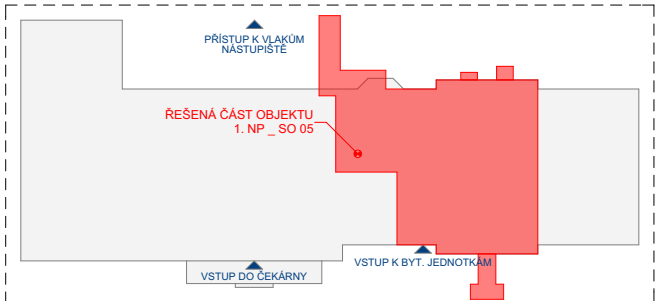 PŘÍSTUP K VLAKŮM
NÁSTUPIŠTĚ
ŘEŠENÁ ČÁST OBJEKTU
1. NP _ SO 05
VSTUP K BYT. JEDNOTKÁM
VSTUP DO ČEKÁRNY